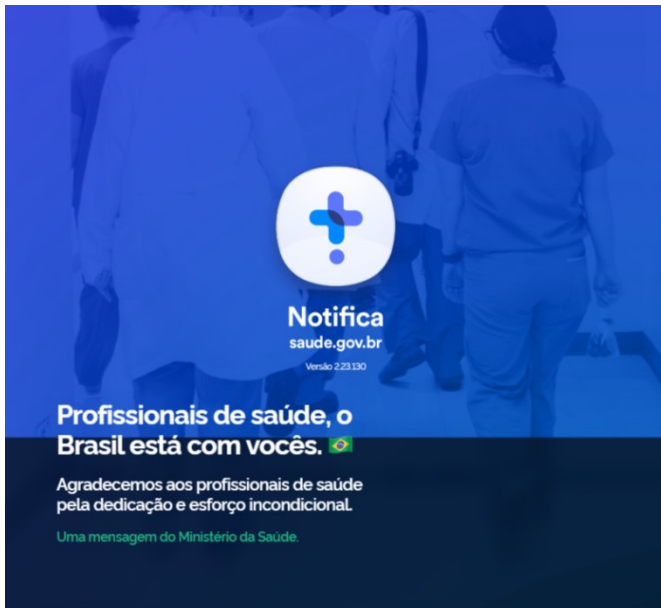 Notifica
saude.gov.br
Versão 2.23.130
Profissionais de saúde, o
Brasil está com vocês. 🇧🇷
Agradecemos aos profissionais de saúde
pela dedicação e esforço incondicional.
Uma mensagem do Ministério da Saúde.